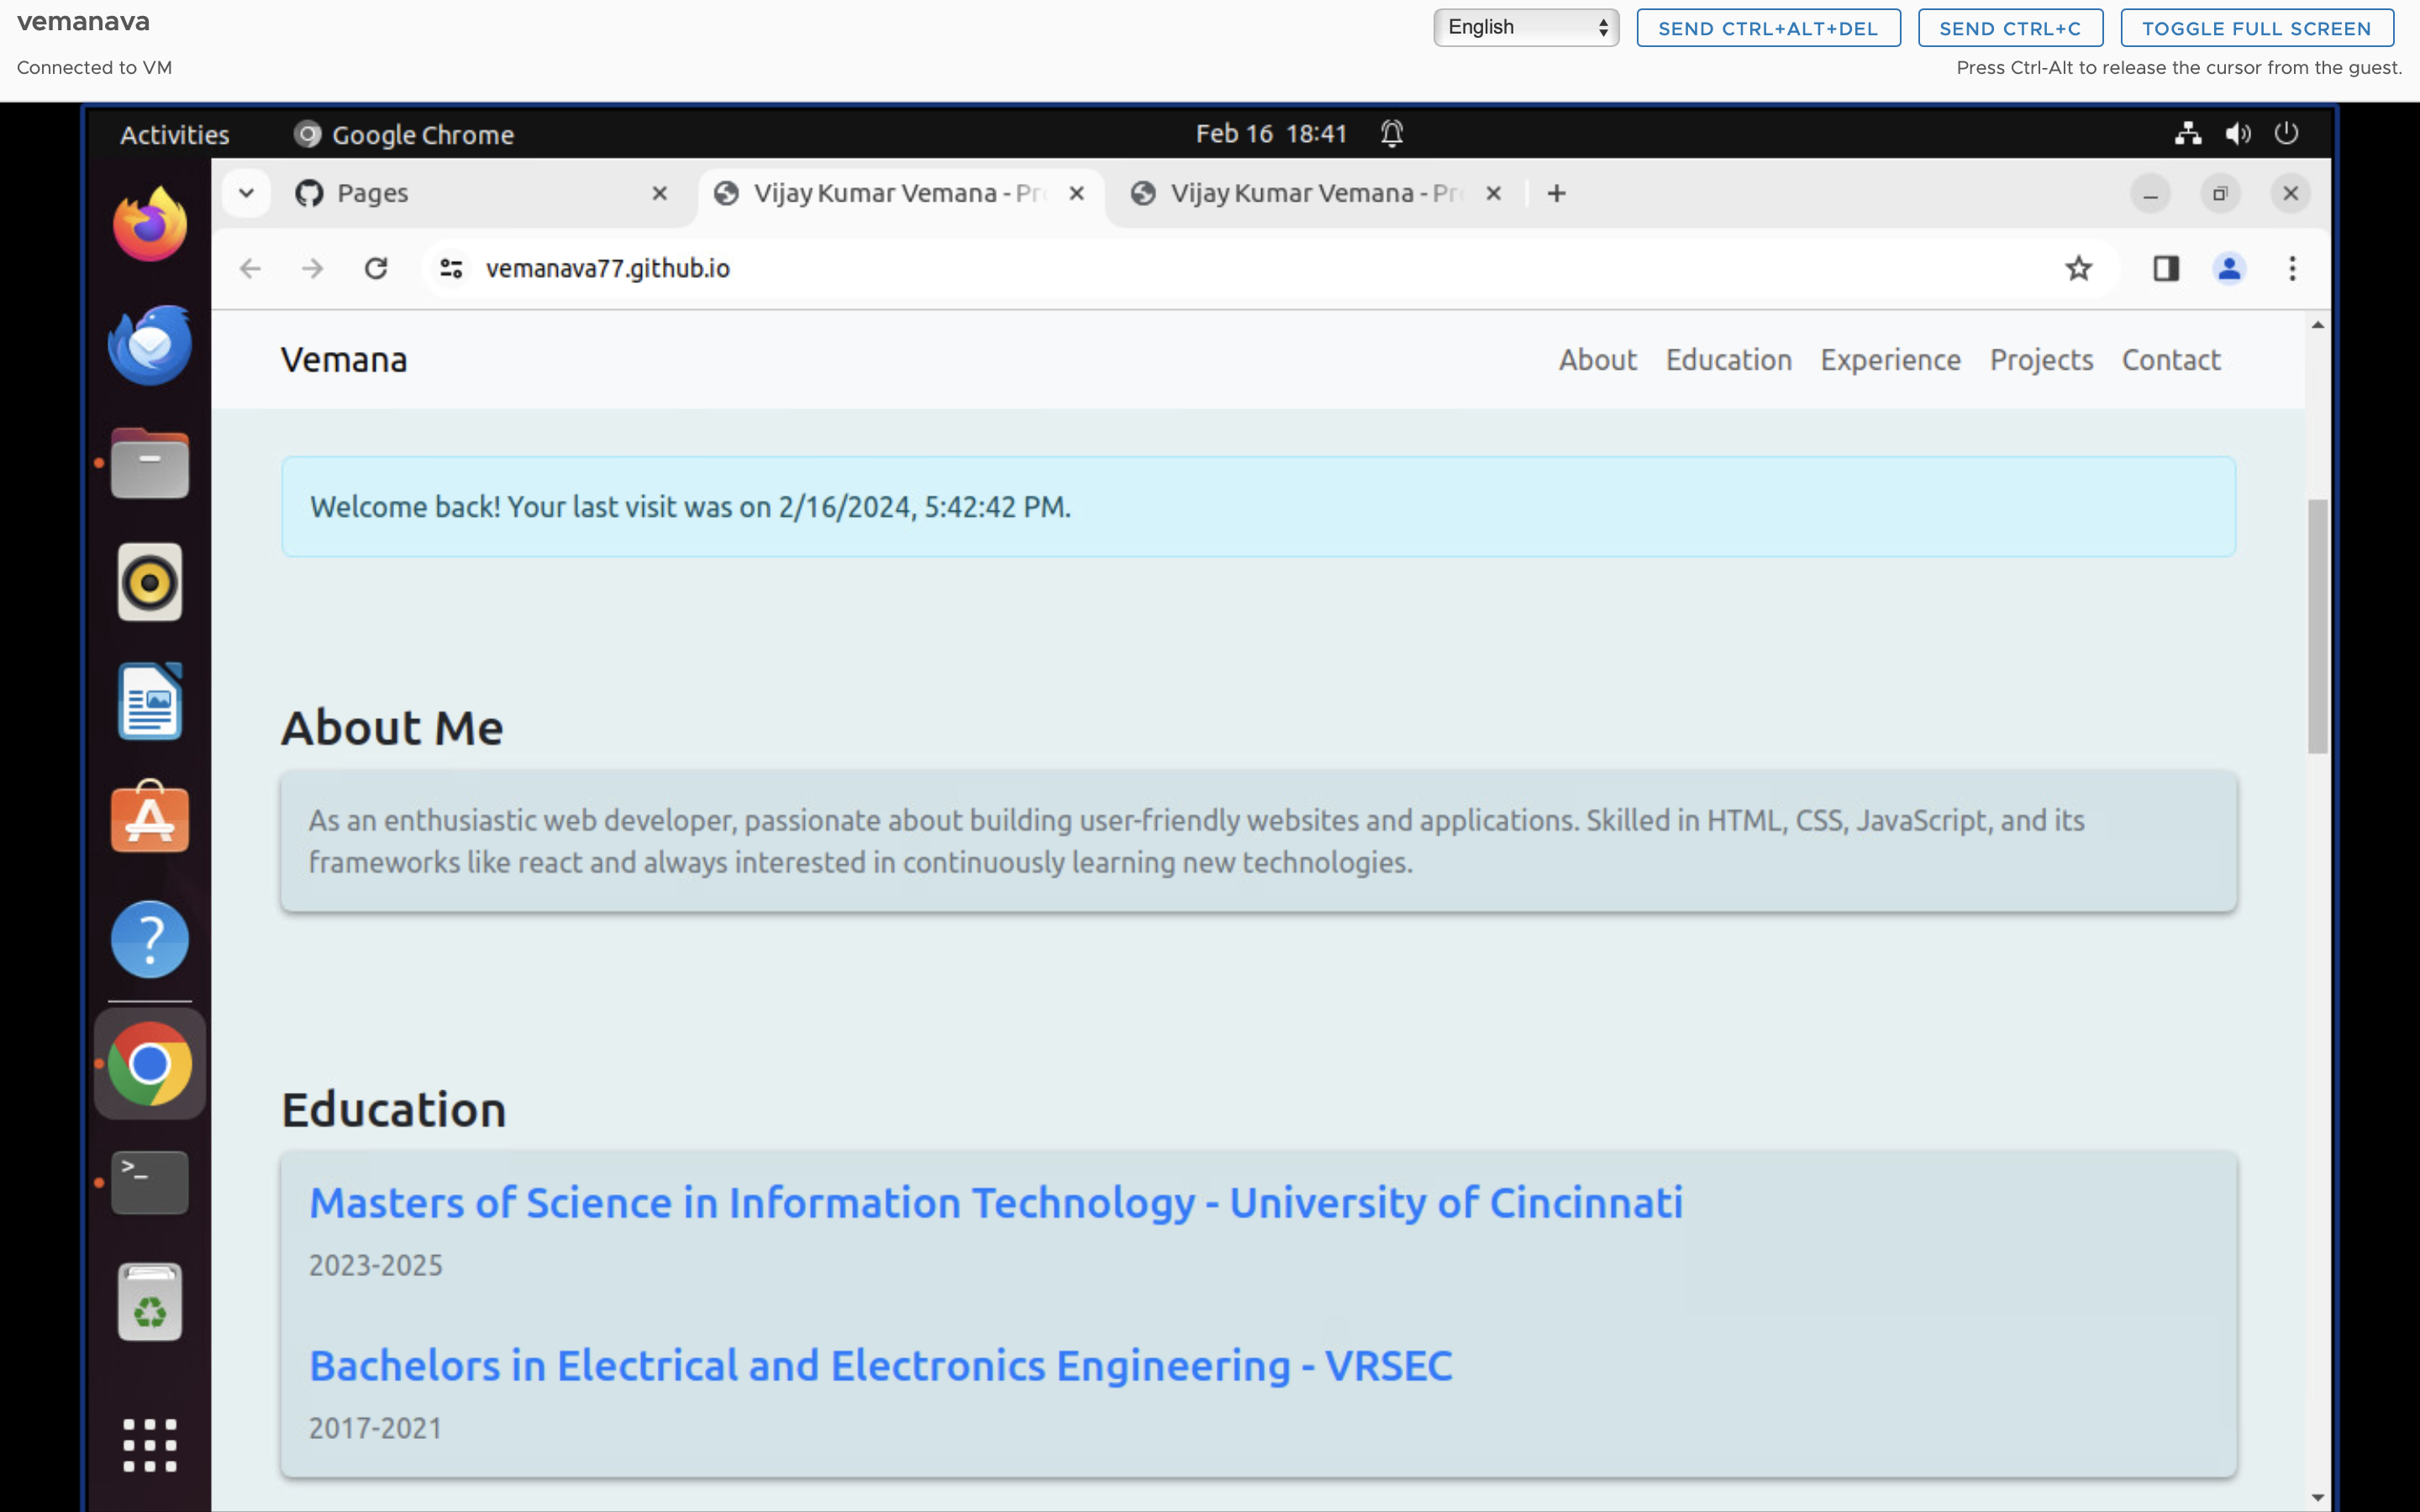 vemanava
English
SEND CTRL+ALT+DEL
SEND CTRL+C
TOGGLE FULL SCREEN
Connected to VM
Press Ctrl-Alt to release the cursor from the guest.
Activities
Google Chrome
Feb 16 18:41
Pages
Vijay Kumar Vemana - Pr
Vijay Kumar Vemana - Pr
vemanava77.github.io
Vemana
About
Education
Experience
Projects
Contact
Welcome back! Your last visit was on 2/16/2024, 5:42:42 PM.
About Me
As an enthusiastic web developer, passionate about building user-friendly websites and applications. Skilled in HTML, CSS, JavaScript, and its
frameworks like react and always interested in continuously learning new technologies.
Education
Masters of Science in Information Technology - University of Cincinnati
2023-2025
Bachelors in Electrical and Electronics Engineering - VRSEC
2017-2021